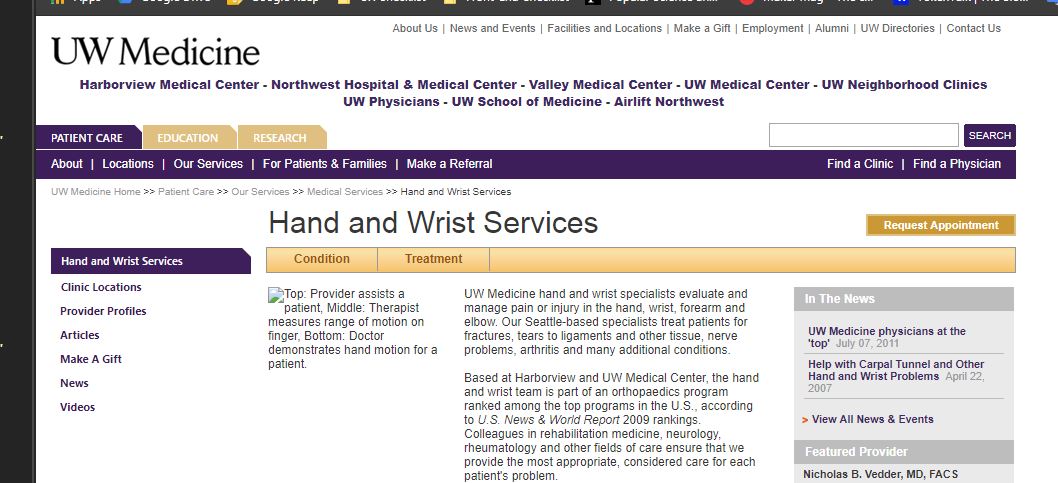 About Us | News and Events | Facilities and Locations | Make a Gift | Employment | Alumni | UW Directories | Contact Us
UW Medicine
Harborview Medical Center - Northwest Hospital & Medical Center - Valley Medical Center - UW Medical Center - UW Neighborhood Clinics
UW Physicians - UW School of Medicine - Airlift Northwest
PATIENT CARE EDUCATION RESEARCH SEARCH
About | Locations | Our Services | For Patients & Families | Make a Referral Find a Clinic | Find a Physician
UW Medicine Home >> Patient Care >> Our Services >> Medical Services >> Hand and Wrist Services
Hand and Wrist Services
Request Appointment
Hand and Wrist Services
Clinic Locations
Provider Profiles
Articles
Make A Gift
News
Videos
Condition Treatment
Top: Provider assists a
patient, Middle: Therapist
measures range of motion on
finger, Bottom: Doctor
demonstrates hand motion for a
patient.
UW Medicine hand and wrist specialists evaluate and
manage pain or injury in the hand, wrist, forearm and
elbow. Our Seattle-based specialists treat patients for
fractures, tears to ligaments and other tissue, nerve
problems, arthritis and many additional conditions.
Based at Harborview and UW Medical Center, the hand
and wrist team is part of an orthopaedics program
ranked among the top programs in the U.S., according
to U.S. News & World Report 2009 rankings.
Colleagues in rehabilitation medicine, neurology,
rheumatology and other fields of care ensure that we
provide the most appropriate, considered care for each
patient's problem.
In The News
UW Medicine physicians at the
'top' July 07, 2011
Help with Carpal Tunnel and Other
Hand and Wrist Problems April 22,
2007
> View All News & Events
Featured Provider
Nicholas B. Vedder, MD, FACS